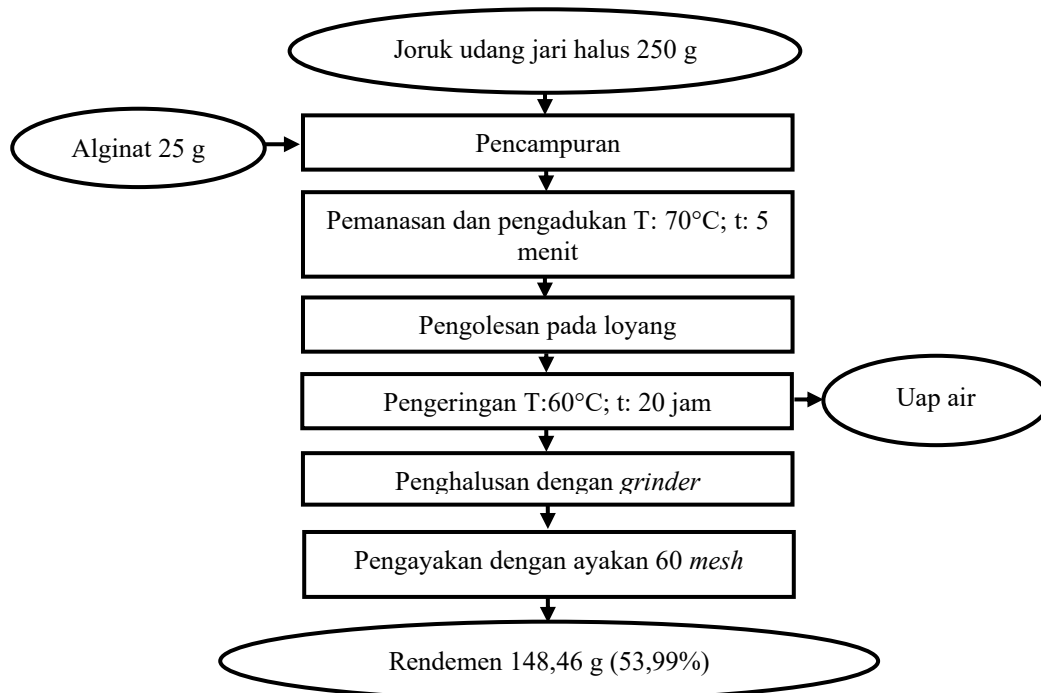 Joruk udang jari halus 250 g
Alginat 25 g
Pencampuran
Pemanasan dan pengadukan T: 70°C; t: 5
menit
Pengolesan pada loyang
Pengeringan T:60°C; t: 20 jam
Uap air
Penghalusan dengan grinder
Pengayakan dengan ayakan 60 mesh
Rendemen 148,46 g (53,99%)